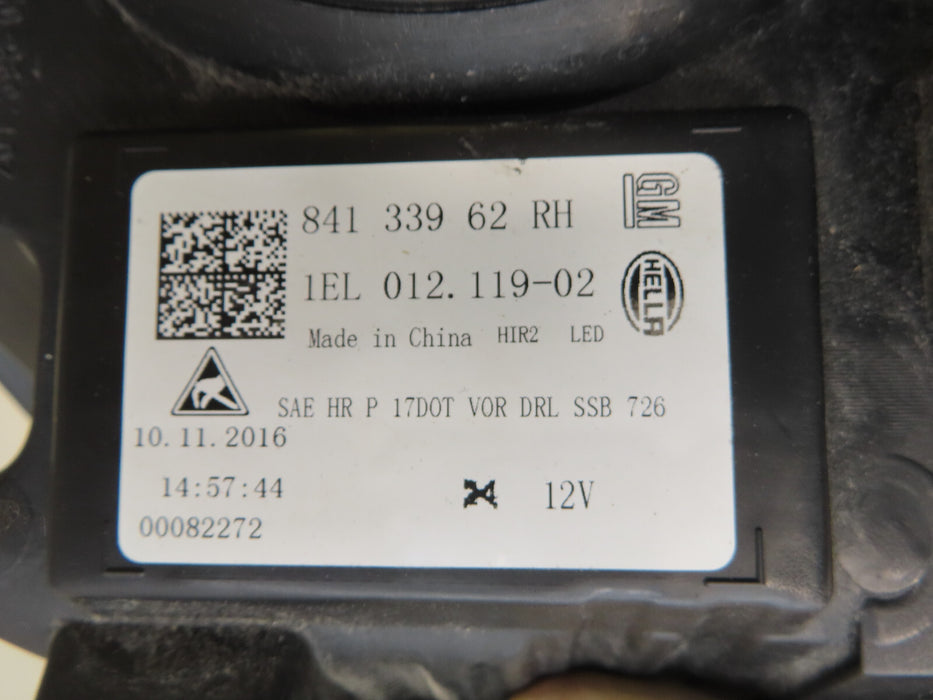 841 339 62 RH
GM
1EL 012.119-02
HELLA
Made in China HIR2 LED
SAE HR P 17DOT VOR DRL SSB 726
10.11.2016
14:57:44
12V
00082272